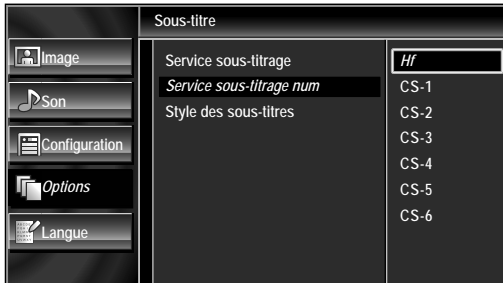 Sous-titre
Image
Son
Configuration
Options
Langue
Service sous-titrage
Service sous-titrage num
Style des sous-titres
Hf
CS-1
CS-2
CS-3
CS-4
CS-5
CS-6